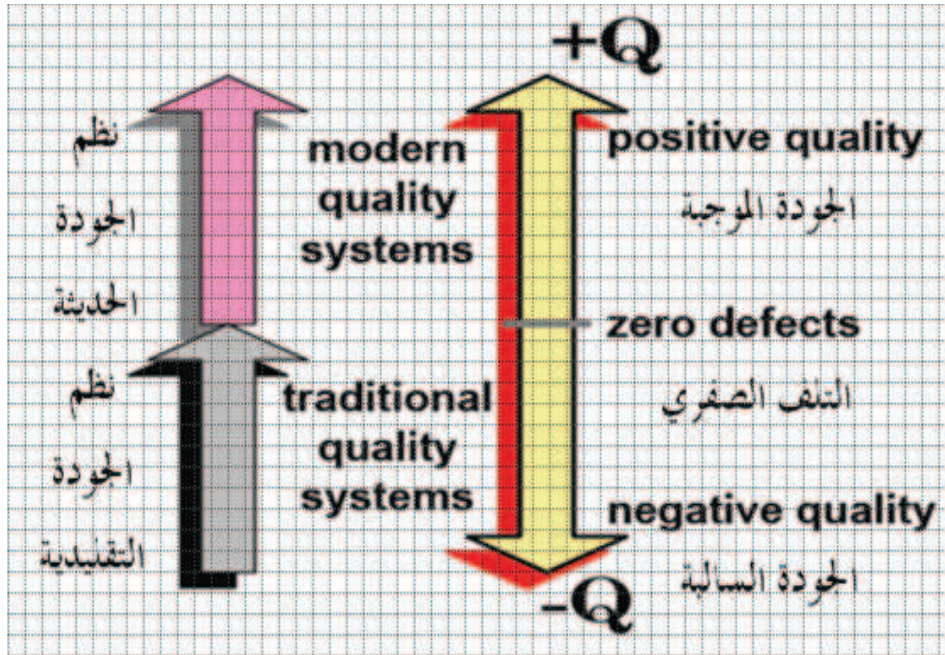 +Q
نظم
الجودة
الحديثة
modern
quality
systems
positive quality
الجودة الموجبة
zero defects
التلف الصفري
نظم
الجودة
التقليدية
traditional
quality
systems
negative quality
الجودة السالبة
-Q